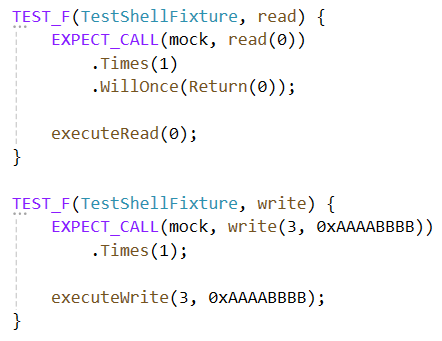 TEST_F(TestShellFixture, read) {
    EXPECT_CALL(mock, read(0))
        .Times(1)
        .WillOnce(Return(0));

    executeRead(0);
}

TEST_F(TestShellFixture, write) {
    EXPECT_CALL(mock, write(3, 0xAAAABBBB))
        .Times(1);

    executeWrite(3, 0xAAAABBBB);
}